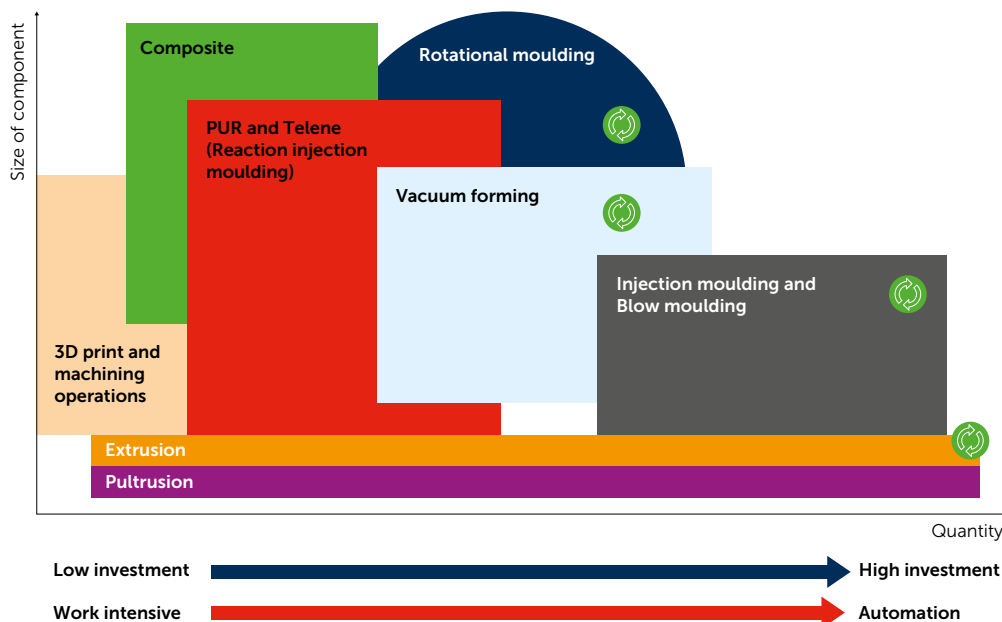 Size of component
Composite
Rotational moulding
PUR and Telene
(Reaction injection
moulding)
Vacuum forming
Injection moulding and
Blow moulding
3D print and
machining
operations
Extrusion
Pultrusion
Quantity
Low investment
High investment
Work intensive
Automation